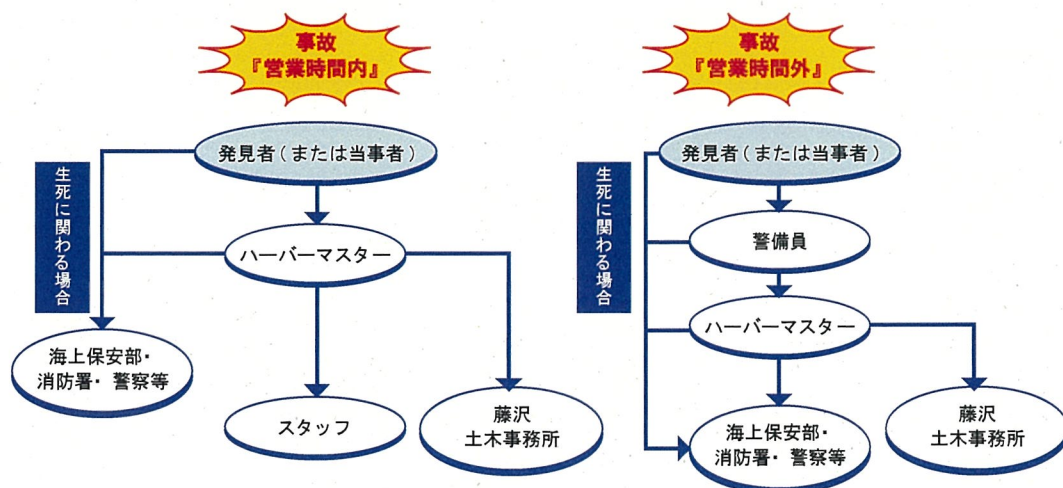 事故
『営業時間内』
発見者(または当事者)
生死に関わる場合
ハーバーマスター
海上保安部・
消防署・警察等
スタッフ
藤沢
土木事務所
事故
『営業時間外』
発見者(または当事者)
生死に関わる場合
警備員
ハーバーマスター
海上保安部・
消防署・警察等
藤沢
土木事務所